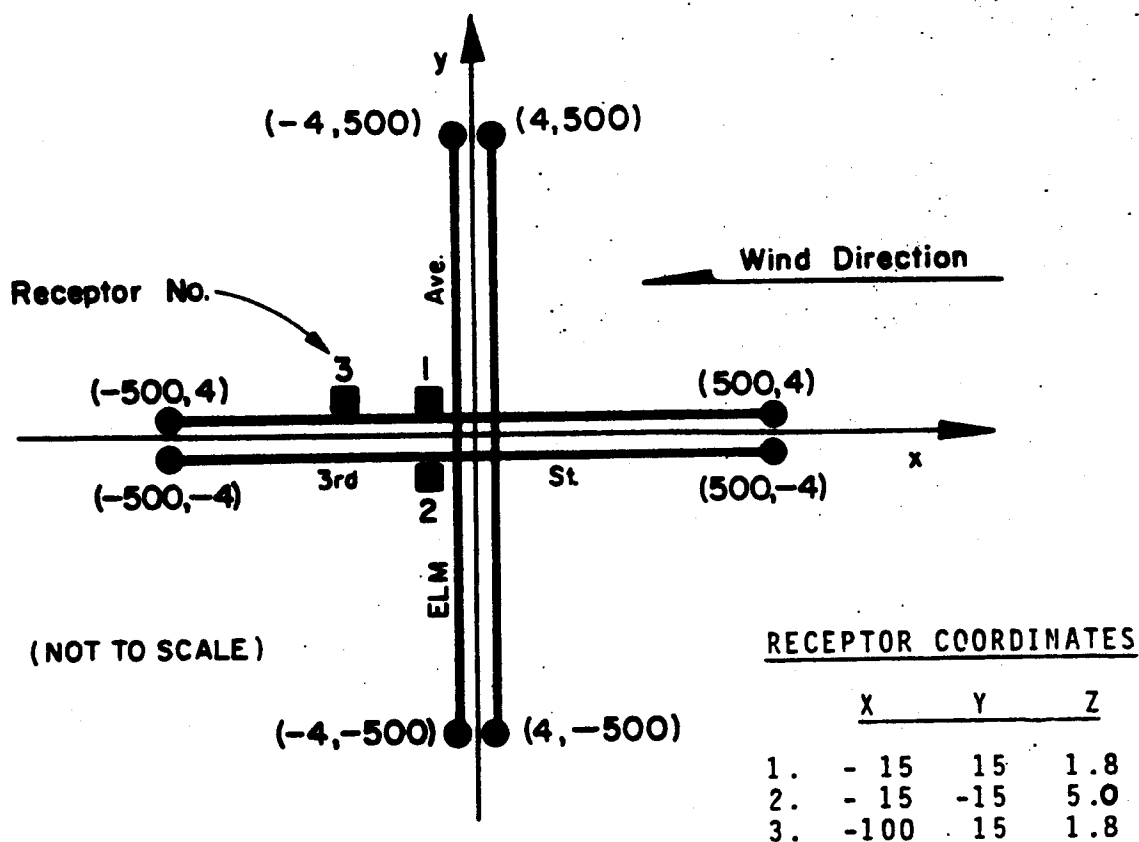 y
(-4,500)
(4,500)
Wind Direction
Ave.
Receptor No.
3
1
(-500,4)
(500,4)
x
3rd
St.
(-500,-4)
(500,-4)
2
ELM
(NOT TO SCALE)
(-4,-500)
(4,-500)
RECEPTOR COORDINATES
X Y Z
1. - 15 15 1.8
2. - 15 -15 5.0
3. -100 15 1.8